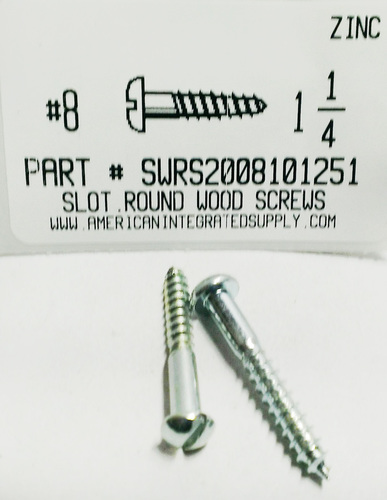 ZINC
#8 1 1/4
PART # SWRS2008101251
SLOT.ROUND WOOD SCREWS
WWW.AMERICANINTEGRATEDSUPPLY.COM